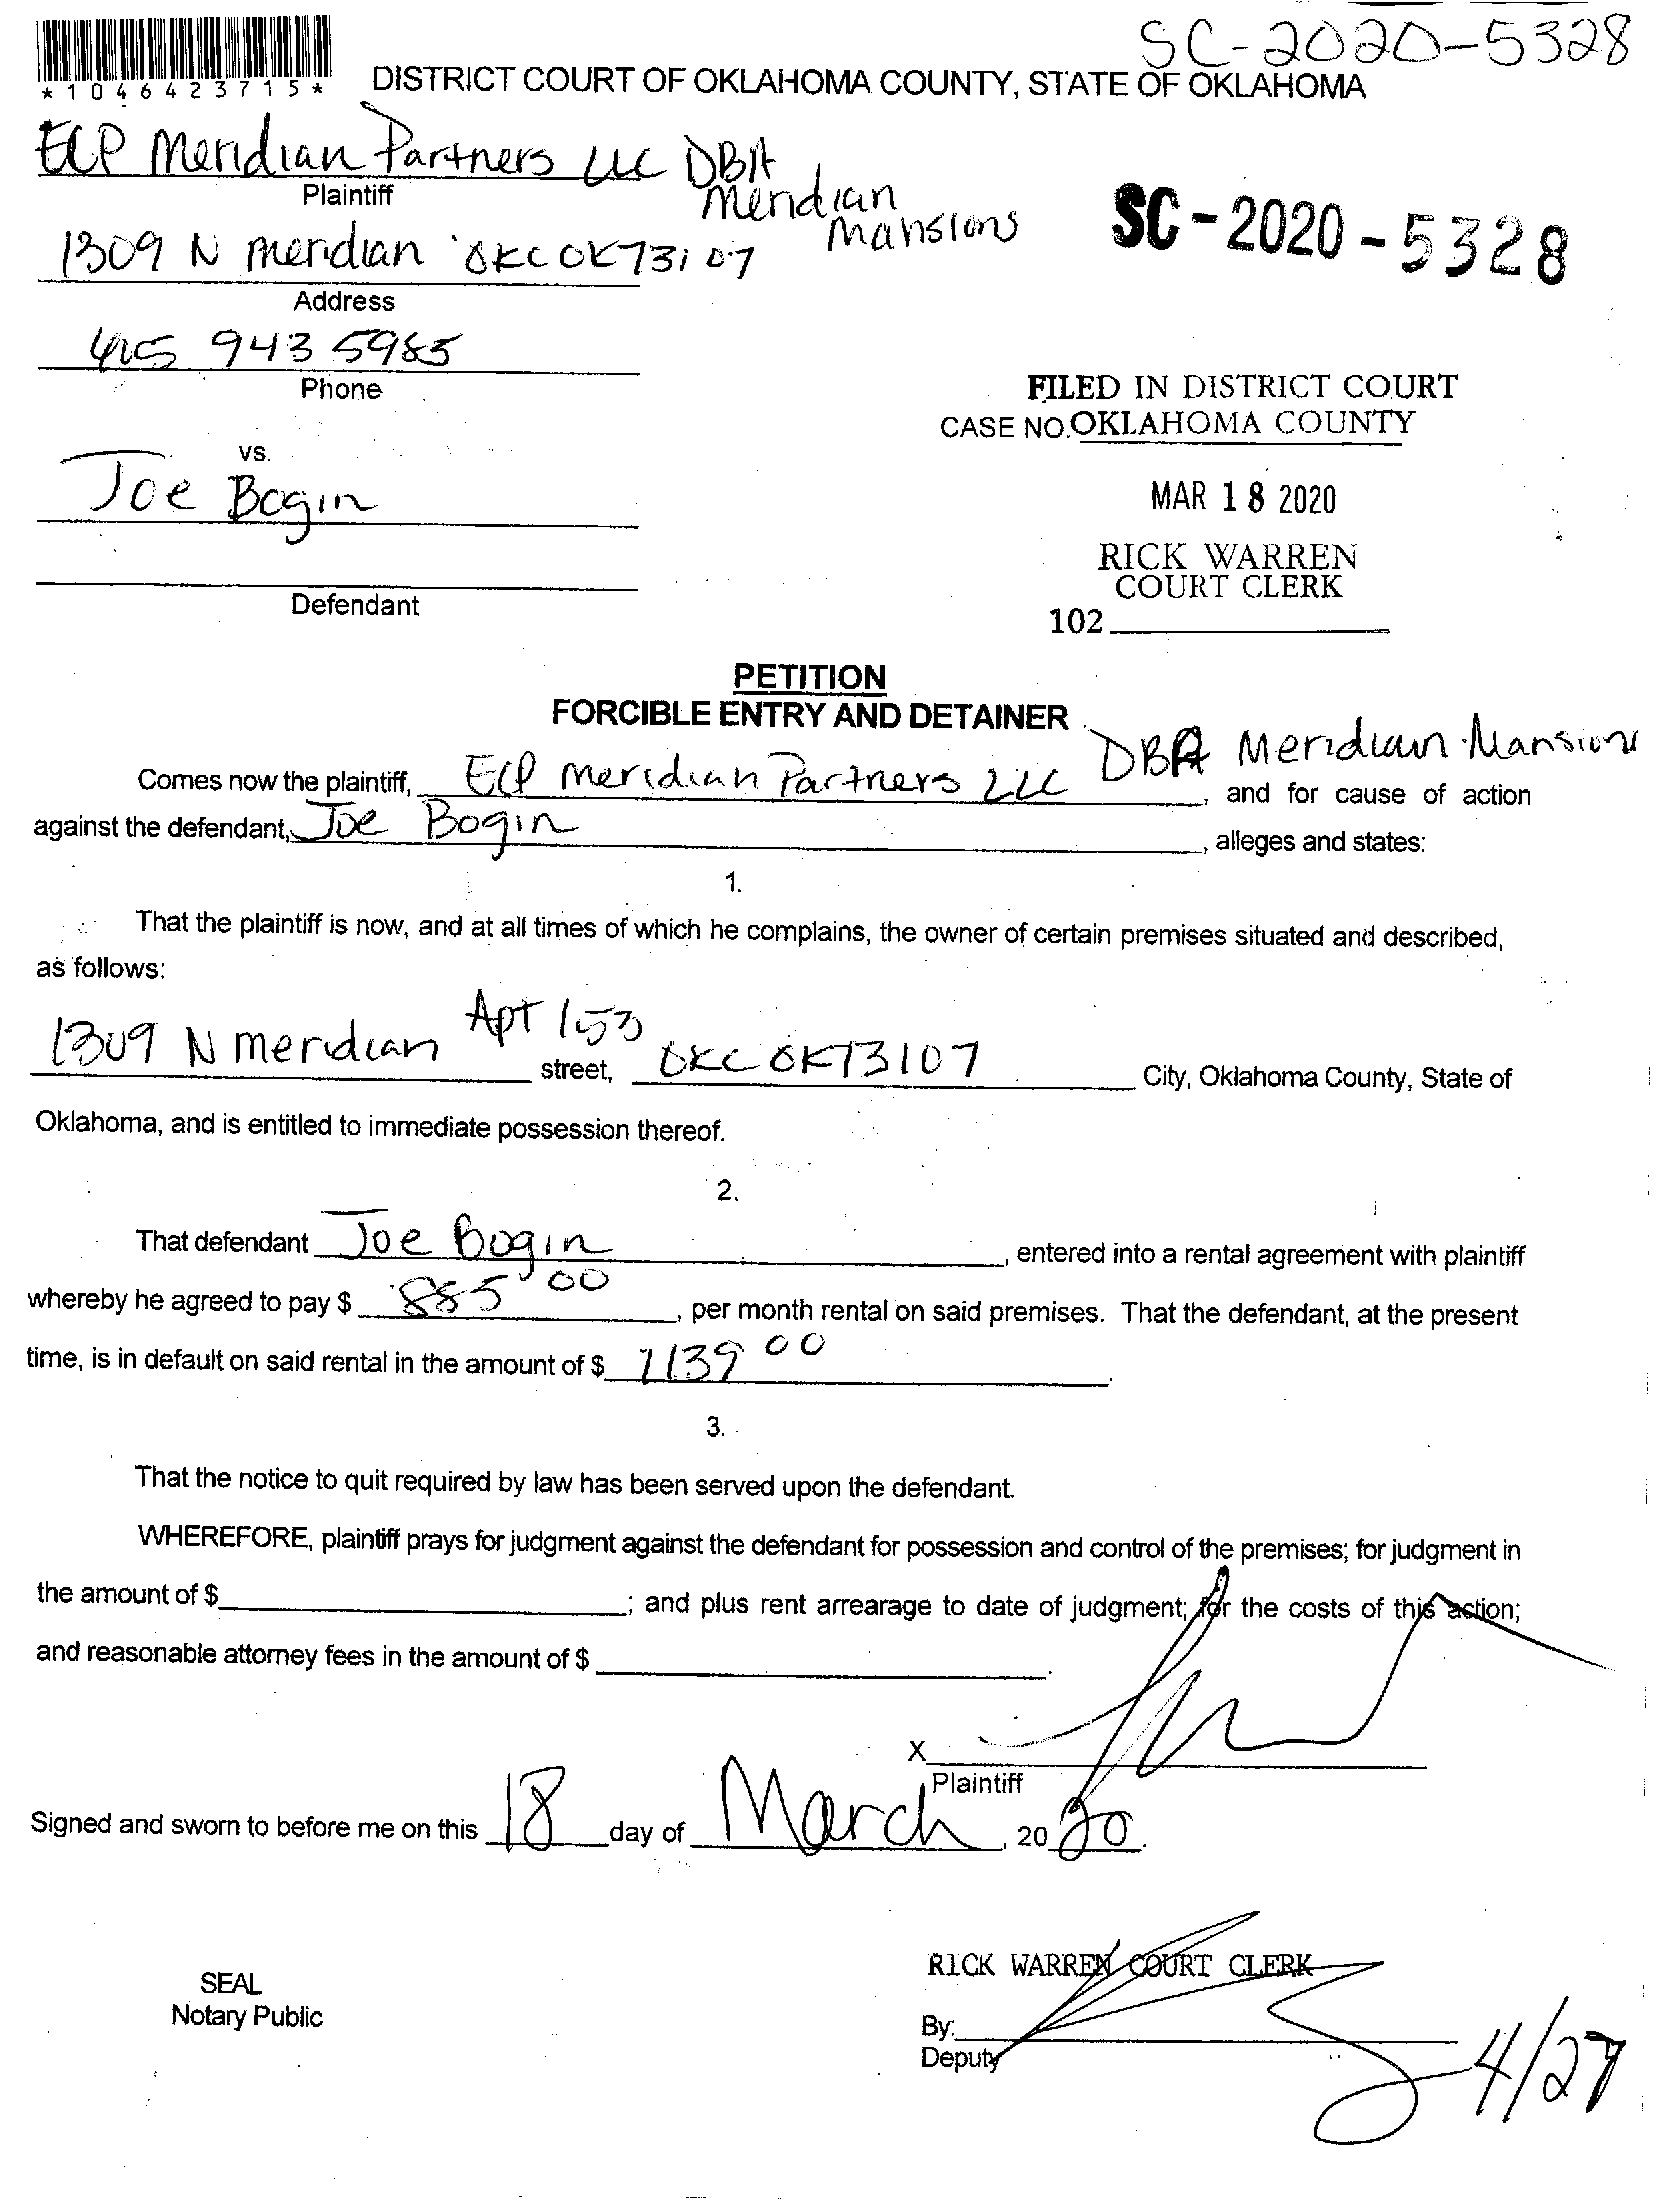 SC-2020-5328
*1046423715*
DISTRICT COURT OF OKLAHOMA COUNTY, STATE OF OKLAHOMA
ECP Meridian Partners LLC DBA
Meridian
Mansions
Plaintiff
SC-2020-5328
1309 N Meridian OKC OK 73107
Address
405 943 5985
Phone
FILED IN DISTRICT COURT
CASE NO. OKLAHOMA COUNTY
vs.
Joe Bogin
MAR 18 2020
RICK WARREN
COURT CLERK
Defendant
102
PETITION
FORCIBLE ENTRY AND DETAINER
DBA Meridian Mansions
Comes now the plaintiff, ECP Meridian Partners LLC, and for cause of action
against the defendant, Joe Bogin, alleges and states:
1.
That the plaintiff is now, and at all times of which he complains, the owner of certain premises situated and described,
as follows:
1309 N Meridian Apt 153 street, OKC OK 73107 City, Oklahoma County, State of
Oklahoma, and is entitled to immediate possession thereof.
2.
That defendant Joe Bogin, entered into a rental agreement with plaintiff
whereby he agreed to pay $ 885 00, per month rental on said premises. That the defendant, at the present
time, is in default on said rental in the amount of $ 1139 00.
3.
That the notice to quit required by law has been served upon the defendant.
WHEREFORE, plaintiff prays for judgment against the defendant for possession and control of the premises; for judgment in
the amount of $; and plus rent arrearage to date of judgment; for the costs of this action;
and reasonable attorney fees in the amount of $.
X
Plaintiff
Signed and sworn to before me on this 18 day of March, 2020.
RICK WARREN COURT CLERK
SEAL
Notary Public
By:
Deputy
4/27